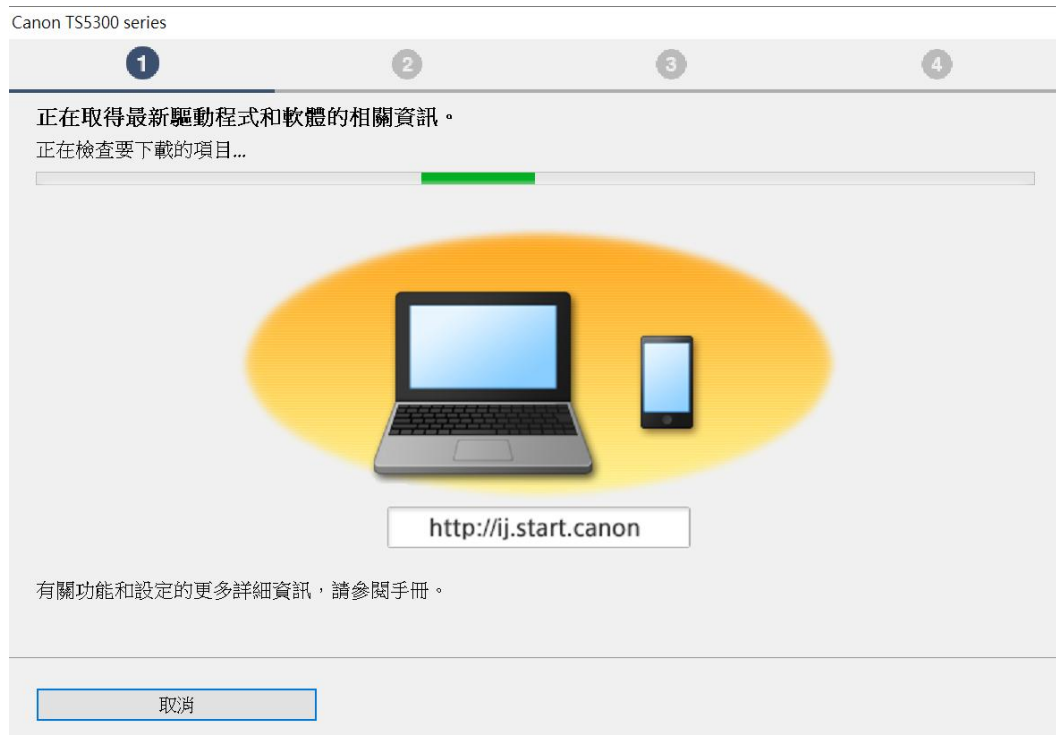 Canon TS5300 series
1
2
3
4
正在取得最新驅動程式和軟體的相關資訊。
正在檢查要下載的項目...
http://ij.start.canon
有關功能和設定的更多詳細資訊，請參閱手冊。
取消